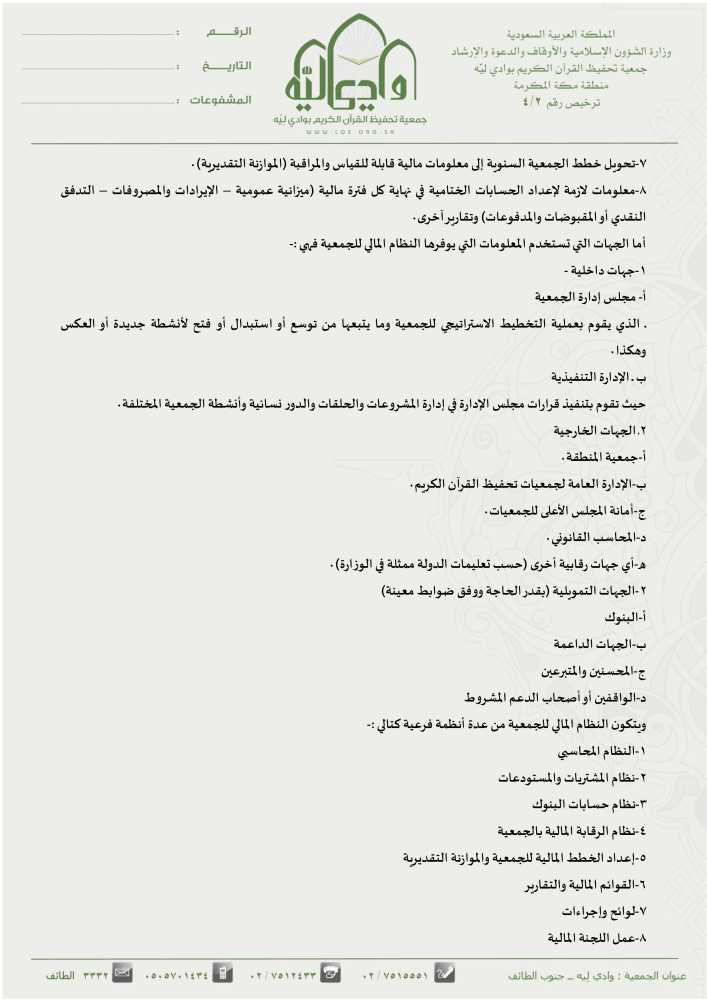 المملكة العربية السعودية
وزارة الشؤون الإسلامية والأوقاف والدعوة والإرشاد
جمعية تحفيظ القرآن الكريم بوادي ليّه
منطقة مكة المكرمة
ترخيص رقم ٤/٢
وادي ليّه
جمعية تحفيظ القرآن الكريم بوادي ليّه
WWW.LQE.ORG.SA
الرقـــم :
التاريـــخ :
المشفوعات :
٧-تحويل خطط الجمعية السنوية إلى معلومات مالية قابلة للقياس والمراقبة (الموازنة التقديرية).
٨-معلومات لازمة لإعداد الحسابات الختامية في نهاية كل فترة مالية (ميزانية عمومية – الإيرادات والمصروفات – التدفق
النقدي أو المقبوضات والمدفوعات) وتقارير آخرى.
أما الجهات التي تستخدم المعلومات التي يوفرها النظام المالي للجمعية فهي :-
١-جهات داخلية -
أ- مجلس إدارة الجمعية
. الذي يقوم بعملية التخطيط الاستراتيجي للجمعية وما يتبعها من توسع أو استبدال أو فتح لأنشطة جديدة أو العكس
وهكذا.
ب . الإدارة التنفيذية
حيث تقوم بتنفيذ قرارات مجلس الإدارة في إدارة المشروعات والحلقات والدور نسائية وأنشطة الجمعية المختلفة.
٢. الجهات الخارجية
أ-جمعية المنطقة.
ب-الإدارة العامة لجمعيات تحفيظ القرآن الكريم.
ج-أمانة المجلس الأعلى للجمعيات.
د-المحاسب القانوني.
ه-أي جهات رقابية أخرى (حسب تعليمات الدولة ممثلة في الوزارة).
٢-الجهات التمويلية (بقدر الحاجة ووفق ضوابط معينة)
أ-البنوك
ب-الجهات الداعمة
ج-المحسنين والمتبرعين
د-الواقفين أو أصحاب الدعم المشروط
ويتكون النظام المالي للجمعية من عدة أنظمة فرعية كتالي :-
١-النظام المحاسبي
٢-نظام المشتريات والمستودعات
٣-نظام حسابات البنوك
٤-نظام الرقابة المالية بالجمعية
٥-إعداد الخطط المالية للجمعية والموازنة التقديرية
٦-القوائم المالية والتقارير
٧-لوائح وإجراءات
٨-عمل اللجنة المالية
عنوان الجمعية : وادي ليه ــ جنوب الطائف ٠٢ / ٧٥١٥٥٥١ ٠٢ / ٧٥١٢٤٣٣ ٠٥٠٥٧٠١٤٣٤ ٣٣٣٢ الطائف